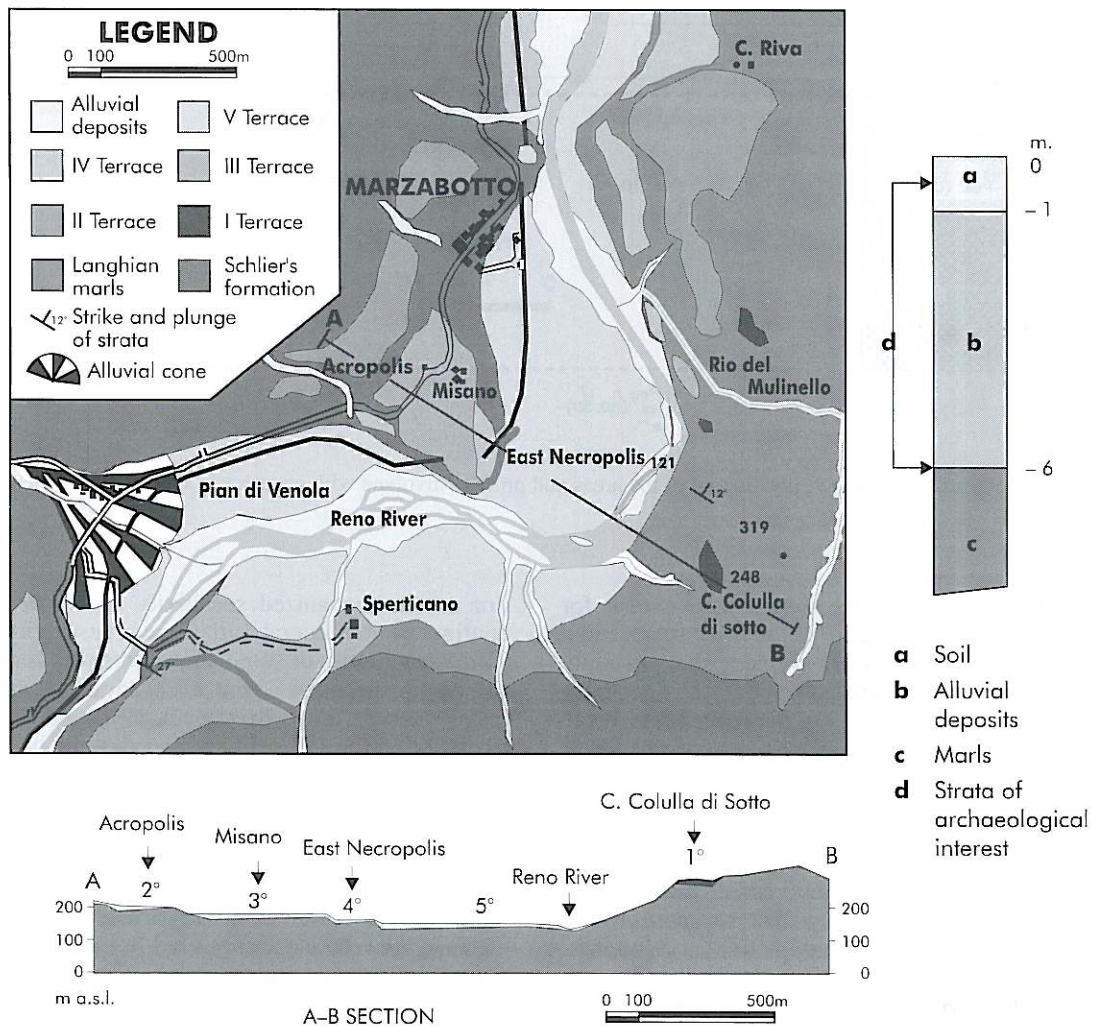 LEGEND
0 100 500m
Alluvial
deposits
V Terrace
IV Terrace
III Terrace
II Terrace
I Terrace
Langhian
marls
Schlier's
formation
12° Strike and plunge
of strata
Alluvial cone
C. Riva
MARZABOTTO
A
Acropolis
Misano
Rio del
Mulinello
East Necropolis
121
12°
Pian di Venola
Reno River
319
248
C. Colulla
di sotto
B
Sperticano
27°
m.
0
a
–1
d
b
–6
c
a Soil
b Alluvial
deposits
c Marls
d Strata of
archaeological
interest
C. Colulla di Sotto
Acropolis
Misano
East Necropolis
Reno River
A
2°
3°
4°
5°
1°
B
200
100
0
200
100
0
m a.s.l.
A–B SECTION
0 100 500m